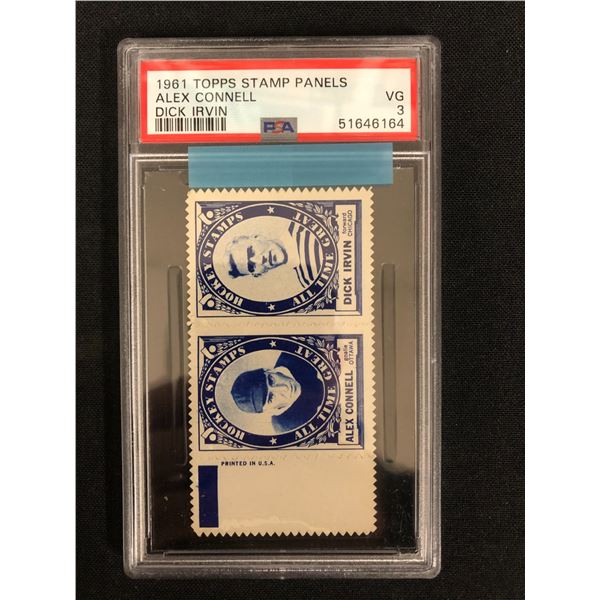 1961 TOPPS STAMP PANELS
ALEX CONNELL VG
DICK IRVIN 3
PSA 51646164
HOCKEY STAMPS
ALL TIME GREAT
DICK IRVIN
forward
CHICAGO
HOCKEY STAMPS
ALL TIME GREAT
ALEX CONNELL
goalie
OTTAWA
PRINTED IN U.S.A.